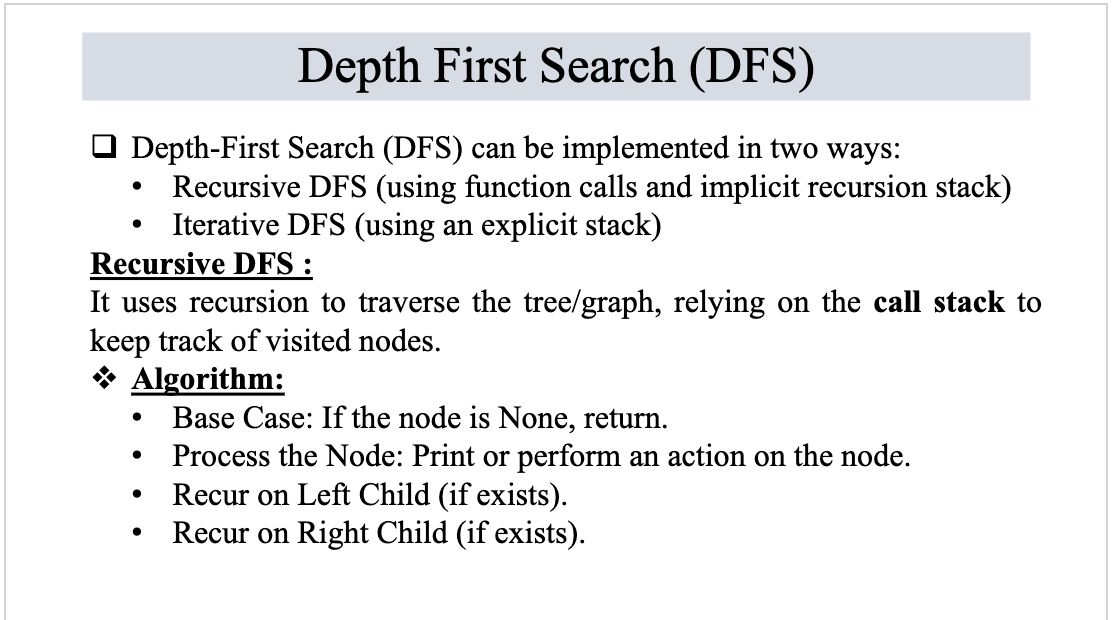 Depth First Search (DFS)
❑ Depth-First Search (DFS) can be implemented in two ways:
• Recursive DFS (using function calls and implicit recursion stack)
• Iterative DFS (using an explicit stack)
Recursive DFS :
It uses recursion to traverse the tree/graph, relying on the call stack to
keep track of visited nodes.
❖ Algorithm:
• Base Case: If the node is None, return.
• Process the Node: Print or perform an action on the node.
• Recur on Left Child (if exists).
• Recur on Right Child (if exists).